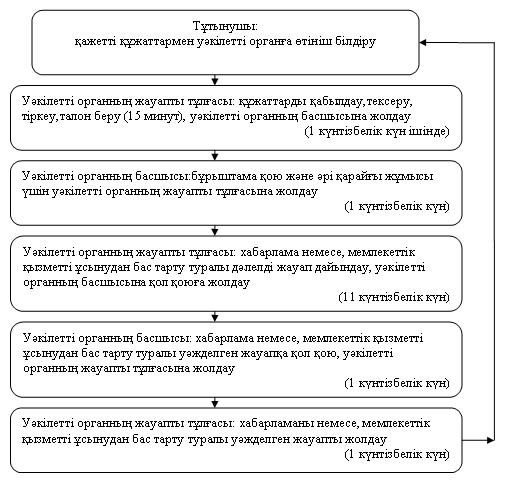 Тұтынушы:
қажетті құжаттармен уәкілетті органға өтініш білдіру
Уәкілетті органның жауапты тұлғасы: құжаттарды қабылдау,тексеру,
тіркеу,талон беру (15 минут), уәкілетті органның басшысына жолдау
(1 күнтізбелік күн ішінде)
Уәкілетті органның басшысы:бұрыштама қою және әрі қарайғы жұмысы
үшін уәкілетті органның жауапты тұлғасына жолдау
(1 күнтізбелік күн)
Уәкілетті органның жауапты тұлғасы: хабарлама немесе, мемлекеттік
қызметті ұсынудан бас тарту туралы дәлелді жауап дайындау, уәкілетті
органның басшысына қол қоюға жолдау
(11 күнтізбелік күн)
Уәкілетті органның басшысы: хабарлама немесе, мемлекеттік қызметті
ұсынудан бас тарту туралы уәжделген жауапқа қол қою, уәкілетті
органның жауапты тұлғасына жолдау
(1 күнтізбелік күн)
Уәкілетті органның жауапты тұлғасы: хабарламаны немесе, мемлекеттік
қызметті ұсынудан бас тарту туралы уәжделген жауапты жолдау
(1 күнтізбелік күн)